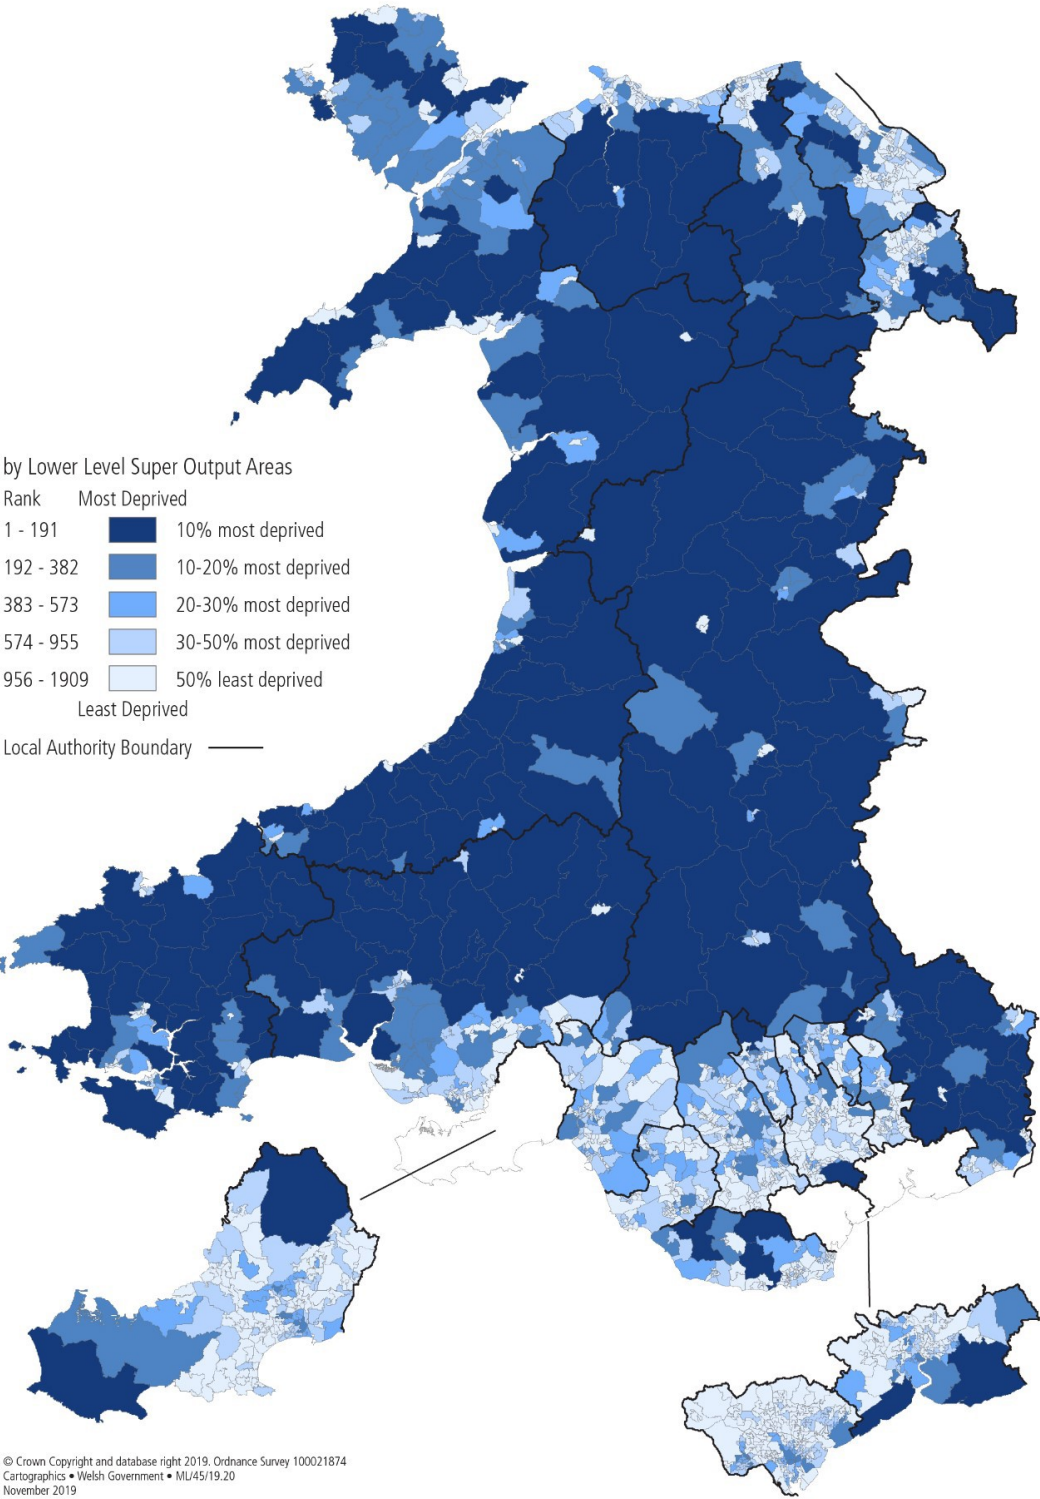 by Lower Level Super Output Areas
Rank Most Deprived
1 - 191 10% most deprived
192 - 382 10-20% most deprived
383 - 573 20-30% most deprived
574 - 955 30-50% most deprived
956 - 1909 50% least deprived
Least Deprived
Local Authority Boundary
© Crown Copyright and database right 2019. Ordnance Survey 100021874
Cartographics • Welsh Government • ML/45/19.20
November 2019